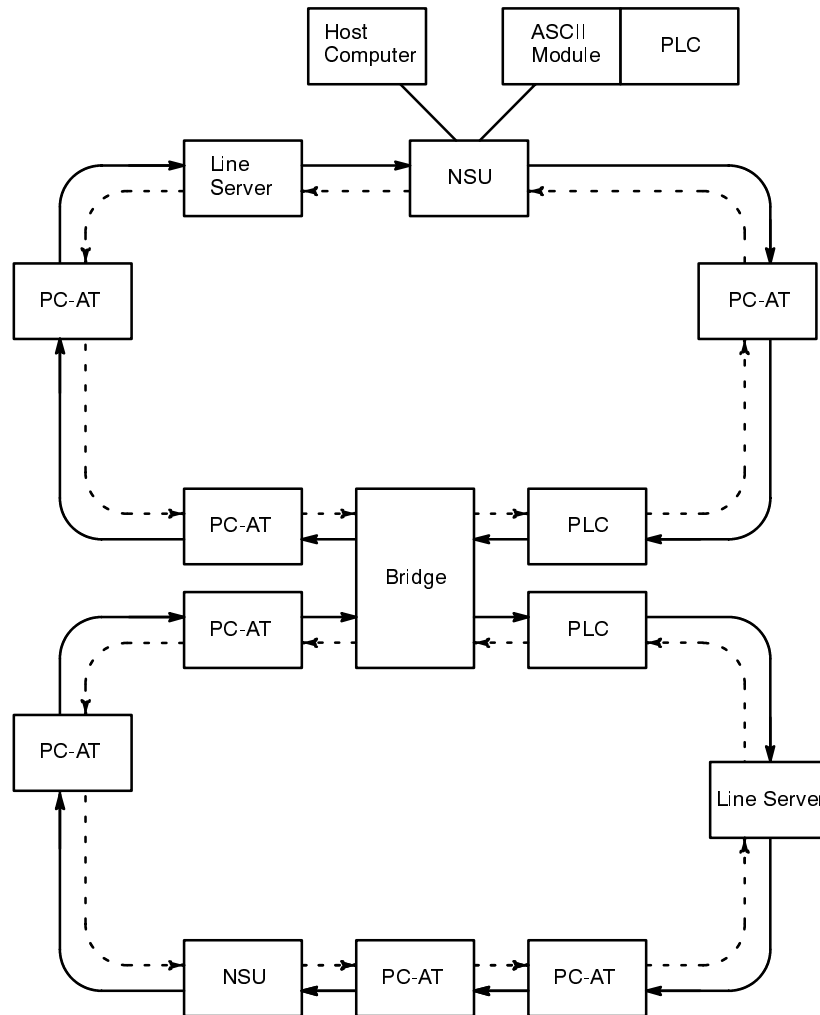 Host
Computer
ASCII
Module
PLC
Line
Server
NSU
PC-AT
PC-AT
PC-AT
PLC
Bridge
PC-AT
PLC
PC-AT
Line Server
NSU
PC-AT
PC-AT